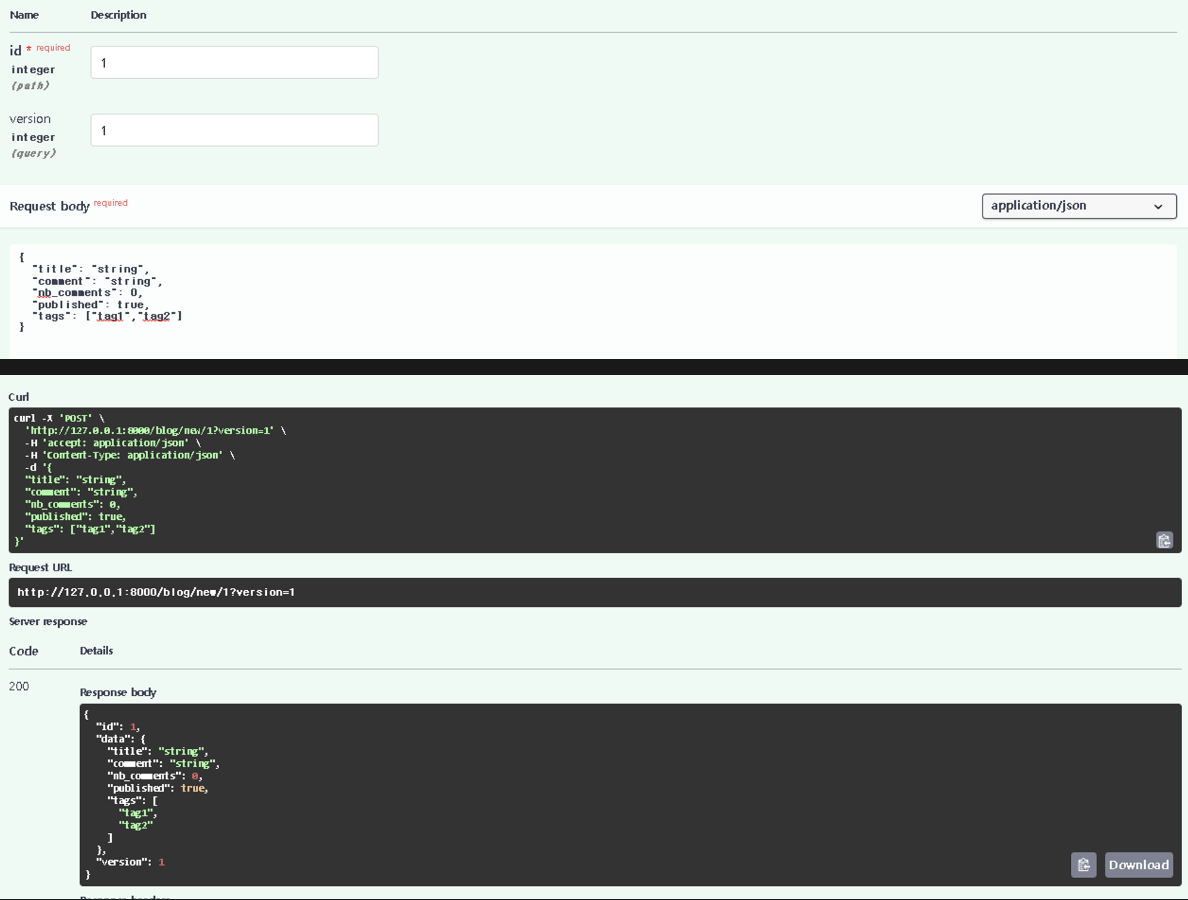 Name Description
id * required
integer
(path)
1
version
integer
(query)
1
Request body required
application/json
{
"title": "string",
"comment": "string",
"nb_comments": 0,
"published": true,
"tags": ["tag1","tag2"]
}
Curl
curl -X 'POST' \
'http://127.0.0.1:8000/blog/new/1?version=1' \
-H 'accept: application/json' \
-H 'Content-Type: application/json' \
-d '{
"title": "string",
"comment": "string",
"nb_comments": 0,
"published": true,
"tags": ["tag1","tag2"]
}'
Request URL
http://127.0.0.1:8000/blog/new/1?version=1
Server response
Code Details
200
Response body
{
"id": 1,
"data": {
"title": "string",
"comment": "string",
"nb_comments": 0,
"published": true,
"tags": [
"tag1",
"tag2"
]
},
"version": 1
}
Download